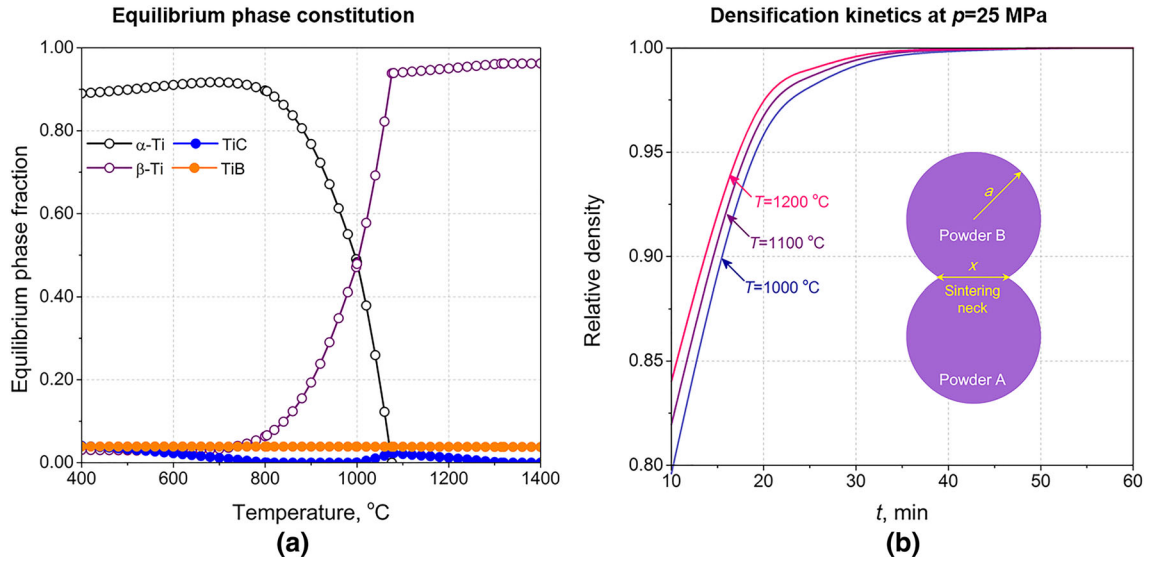 Equilibrium phase constitution
1.00
0.80
0.60
0.40
0.20
0.00
Equilibrium phase fraction
α-Ti
TiC
β-Ti
TiB
400
600
800
1000
1200
1400
Temperature, °C
(a)
Densification kinetics at p=25 MPa
1.00
0.95
0.90
0.85
0.80
Relative density
T=1200 °C
T=1100 °C
T=1000 °C
a
Powder B
x
Sintering
neck
Powder A
10
20
30
40
50
60
t, min
(b)